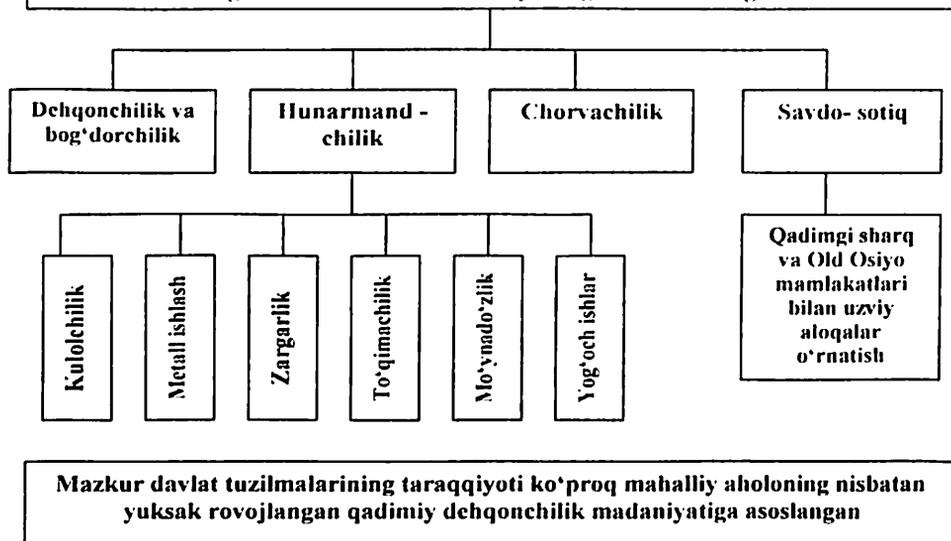 Dehqonchilik va
bog‘dorchilik
Hunarmand -
chilik
Chorvachilik
Savdo- sotiq
Kulolchilik
Metall ishlash
Zargarlik
To‘qimachilik
Mo‘ynado‘zlik
Yog‘och ishlar
Qadimgi sharq
va Old Osiyo
mamlakatlari
bilan uzviy
aloqalar
o‘rnatish
Mazkur davlat tuzilmalarining taraqqiyoti ko‘proq mahalliy aholoning nisbatan
yuksak rovojlangan qadimiy dehqonchilik madaniyatiga asoslangan